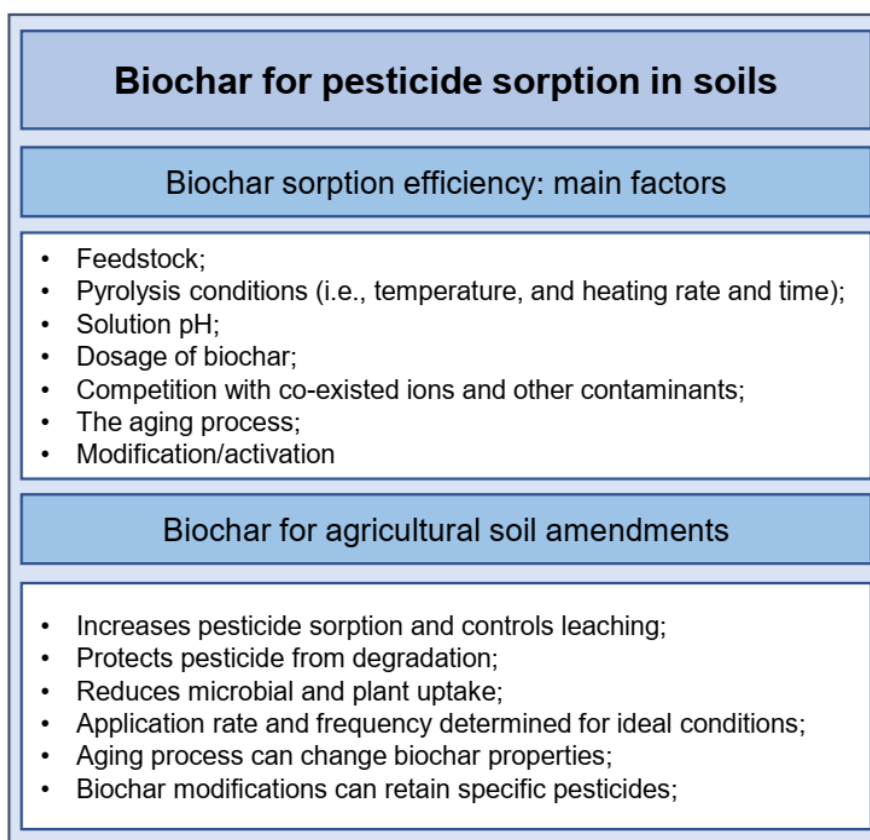 Biochar for pesticide sorption in soils
Biochar sorption efficiency: main factors
• Feedstock;
• Pyrolysis conditions (i.e., temperature, and heating rate and time);
• Solution pH;
• Dosage of biochar;
• Competition with co-existed ions and other contaminants;
• The aging process;
• Modification/activation
Biochar for agricultural soil amendments
• Increases pesticide sorption and controls leaching;
• Protects pesticide from degradation;
• Reduces microbial and plant uptake;
• Application rate and frequency determined for ideal conditions;
• Aging process can change biochar properties;
• Biochar modifications can retain specific pesticides;